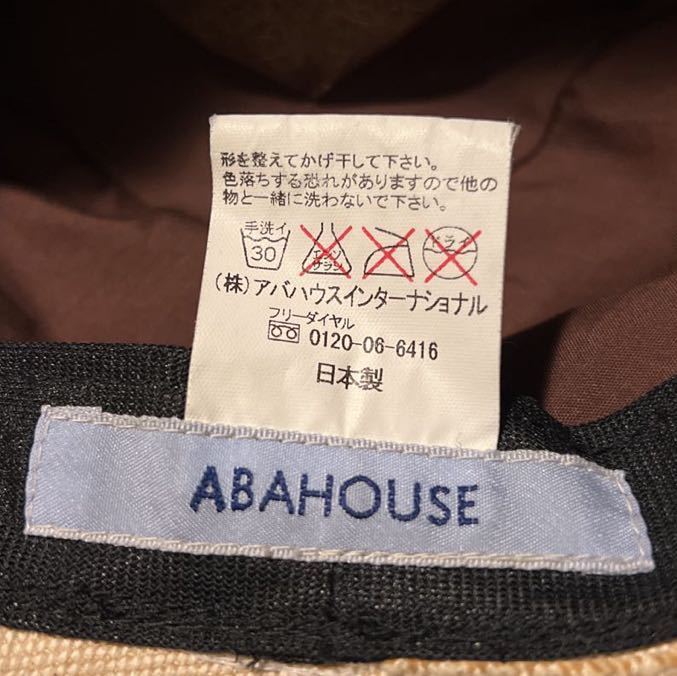 形を整えてかげ干して下さい。
色落ちする恐れがありますので他の
物と一緒に洗わないで下さい。
手洗イ
30
エンソ
サラシ
ドライ
(株)アバハウスインターナショナル
フリーダイヤル
0120-06-6416
日本製
ABAHOUSE